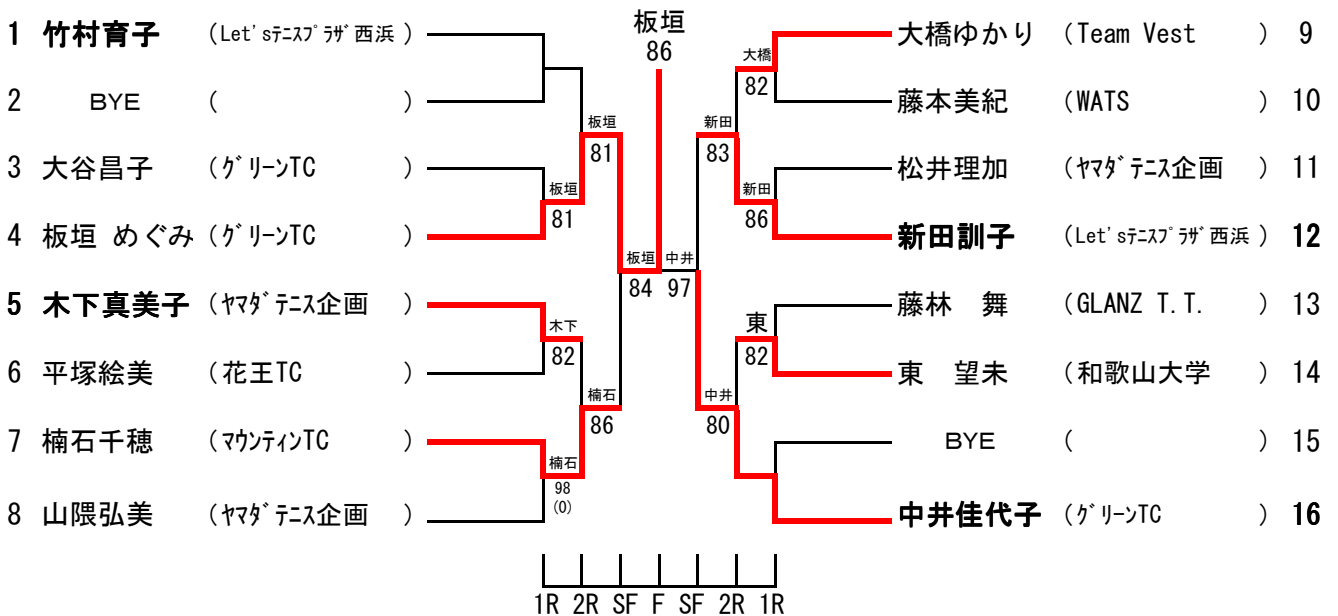 板垣
86
1 竹村育子 (Let'sテニスプラザ西浜)
2 BYE ( )
3 大谷昌子 (グリーンTC )
4 板垣 めぐみ (グリーンTC )
5 木下真美子 (ヤマダテニス企画 )
6 平塚絵美 (花王TC )
7 楠石千穂 (マウンティンTC )
8 山隈弘美 (ヤマダテニス企画 )
板垣
81
板垣
81
木下
82
楠石
86
楠石
98
(0)
板垣
84
中井
97
大橋
82
新田
83
新田
86
東
82
中井
80
大橋ゆかり (Team Vest ) 9
藤本美紀 (WATS ) 10
松井理加 (ヤマダテニス企画 ) 11
新田訓子 (Let'sテニスプラザ西浜) 12
藤林 舞 (GLANZ T.T. ) 13
東 望未 (和歌山大学 ) 14
BYE ( ) 15
中井佳代子 (グリーンTC ) 16
1R 2R SF F SF 2R 1R